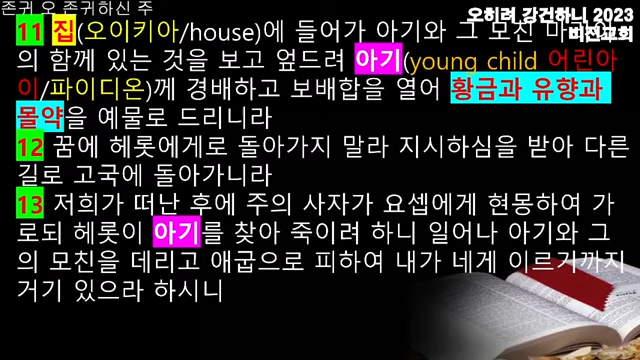 존귀 오 존귀하신 주
오히려 강건하니 2023
비전교회
11 집(오이키아/house)에 들어가 아기와 그 모친 마
의 함께 있는 것을 보고 엎드려 아기(young child 어린아
이/파이디온)께 경배하고 보배합을 열어 황금과 유향과
몰약을 예물로 드리니라
12 꿈에 헤롯에게로 돌아가지 말라 지시하심을 받아 다른
길로 고국에 돌아가니라
13 저희가 떠난 후에 주의 사자가 요셉에게 현몽하여 가
로되 헤롯이 아기를 찾아 죽이려 하니 일어나 아기와 그
의 모친을 데리고 애굽으로 피하여 내가 네게 이르기까지
거기 있으라 하시니